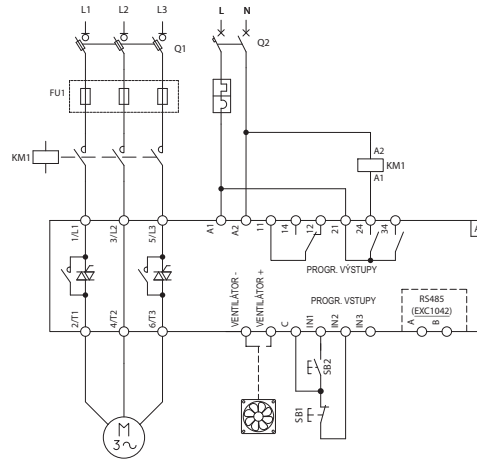 L1 L2 L3 L N
Q1 Q2
FU1
KM1
A2
KM1
A1
1/L1 3/L2 5/L3 A1 A2 11 14 12 21 24 34
PROGR. VÝSTUPY
VENTILÁTOR -
VENTILÁTOR +
PROGR. VSTUPY
RS485
(EXC1042)
2/T1 4/T2 6/T3 C IN1 IN2 IN3 A B
SB2
SB1
M
3~